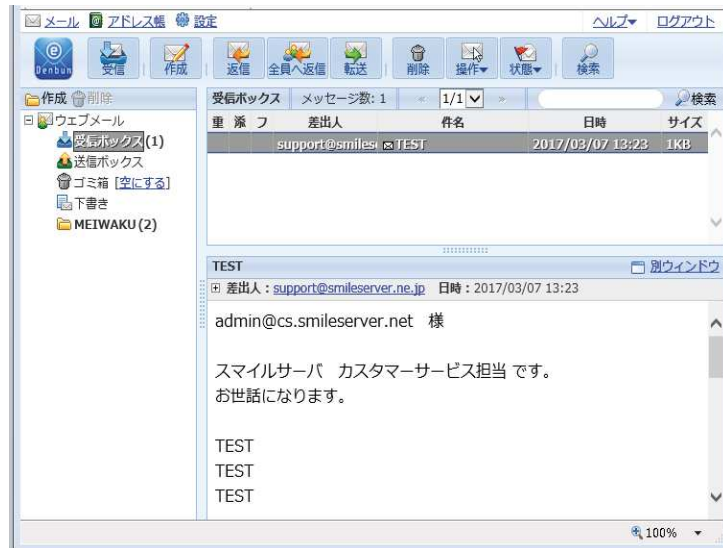 メール アドレス帳 設定 ヘルプ▾ ログアウト
Denbun 受信 作成 返信 全員へ返信 転送 削除 操作▾ 状態▾ 検索
作成 削除 受信ボックス メッセージ数: 1 « 1/1 » 検索
重 添 フ 差出人 件名 日時 サイズ
support@smiles TEST 2017/03/07 13:23 1KB
ウェブメール
受信ボックス(1)
送信ボックス
ゴミ箱 [空にする]
下書き
MEIWAKU(2)
TEST 別ウィンドウ
差出人：support@smileserver.ne.jp 日時：2017/03/07 13:23
admin@cs.smileserver.net 様
スマイルサーバ カスタマーサービス担当 です。
お世話になります。
TEST
TEST
TEST
100%